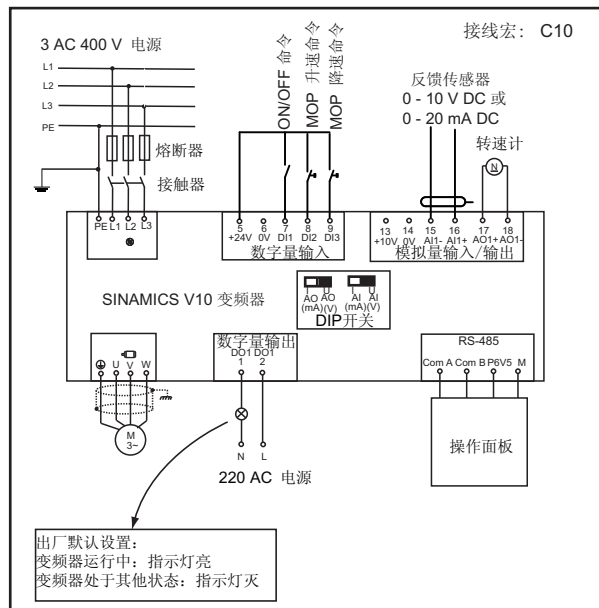 接线宏: C10
3 AC 400 V 电源
L1
L2
L3
PE
熔断器
接触器
ON/OFF 命令
MOP 升速命令
MOP 降速命令
反馈传感器
0 - 10 V DC 或
0 - 20 mA DC
转速计
N
PE L1 L2 L3
5 6 7 8 9
+24V 0V DI1 DI2 DI3
数字量输入
13 14 15 16 17 18
+10V 0V AI1- AI1+ AO1+ AO1-
模拟量输入/输出
SINAMICS V10 变频器
AO AO AI AI
(mA)(V) (mA)(V)
DIP开关
U V W
数字量输出
DO1 DO1
1 2
RS-485
Com A Com B P6V5 M
M
3~
N L
220 AC 电源
操作面板
出厂默认设置:
变频器运行中: 指示灯亮
变频器处于其他状态: 指示灯灭